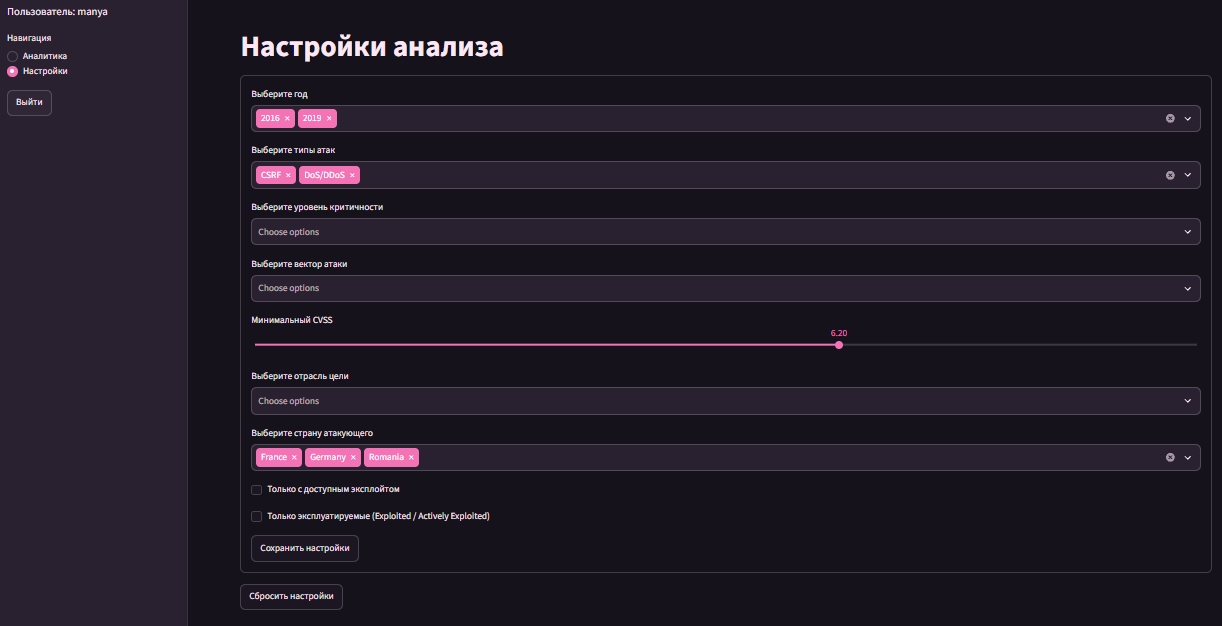 Пользователь: manya
Навигация
Аналитика
Настройки
Выйти
Настройки анализа
Выберите год
2016 × 2019 ×
Выберите типы атак
CSRF × DoS/DDoS ×
Выберите уровень критичности
Choose options
Выберите вектор атаки
Choose options
Минимальный CVSS
6.20
Выберите отрасль цели
Choose options
Выберите страну атакующего
France × Germany × Romania ×
Только с доступным эксплойтом
Только эксплуатируемые (Exploited / Actively Exploited)
Сохранить настройки
Сбросить настройки